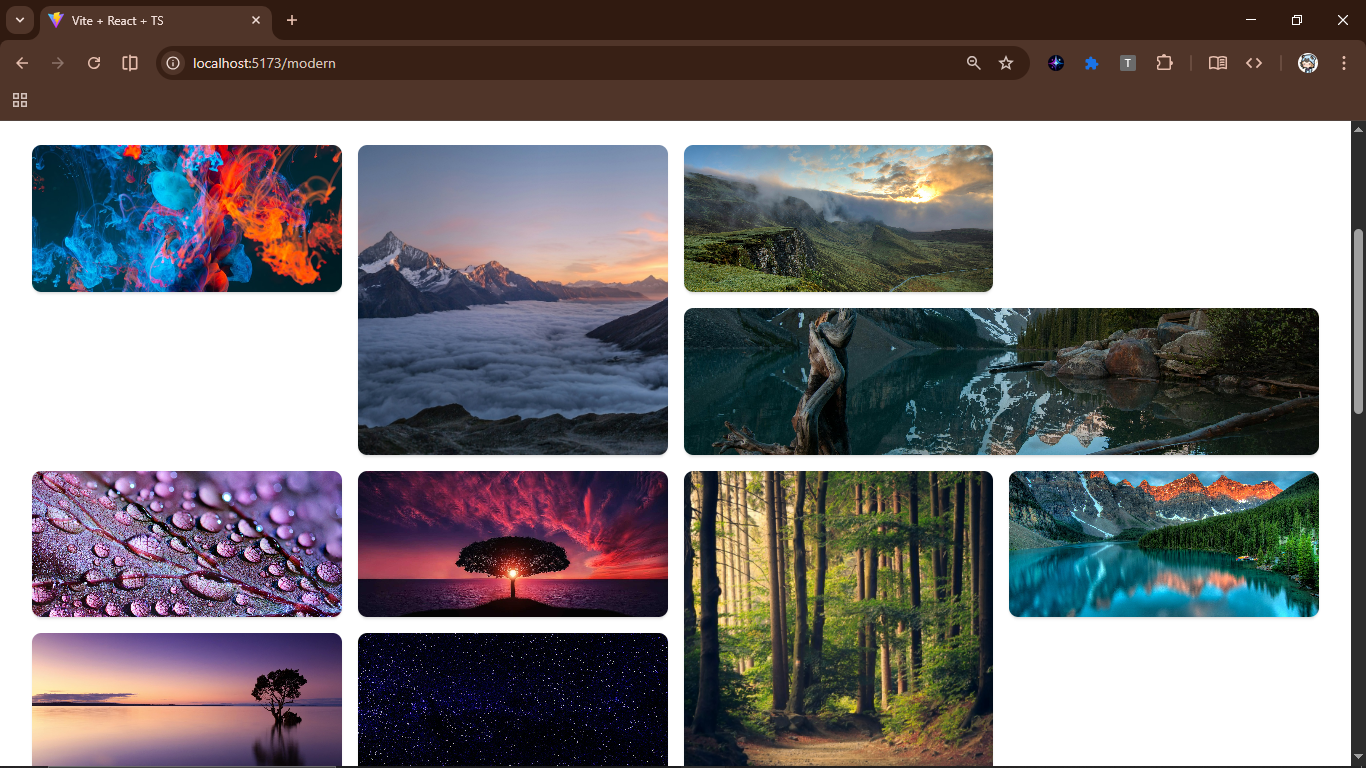 Vite + React + TS
localhost:5173/modern
T